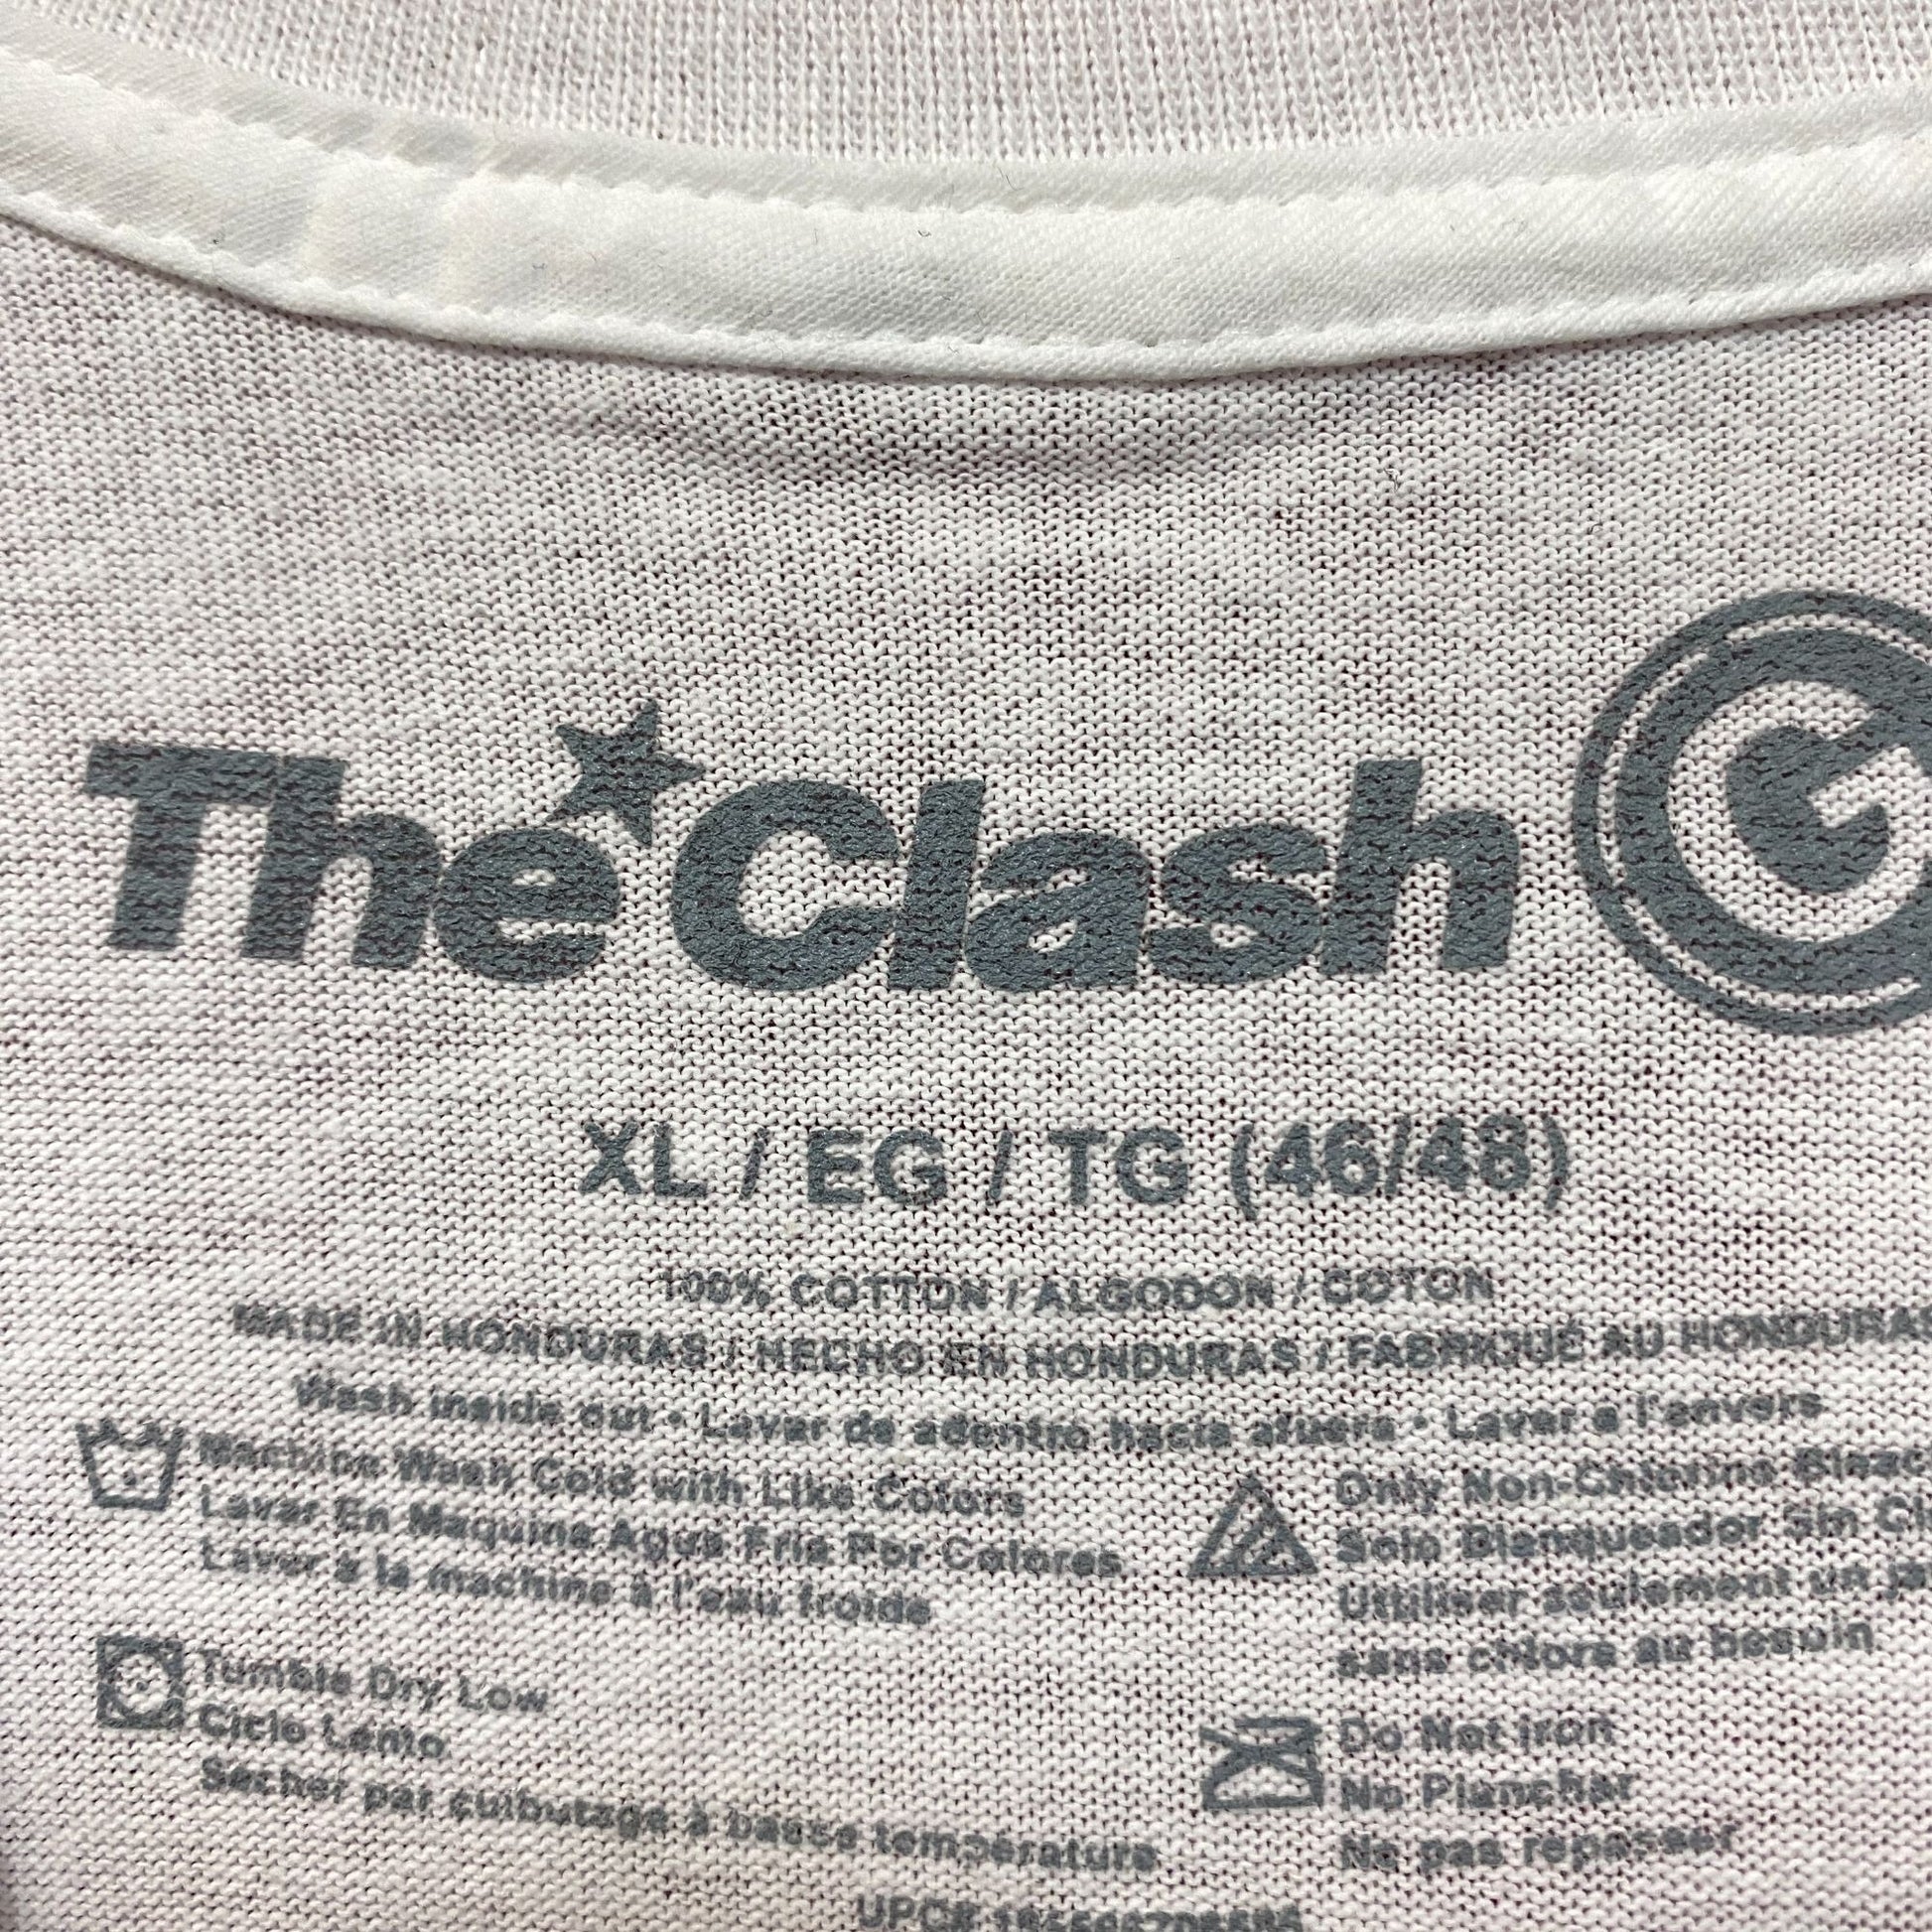 The Clash
XL / EG / TG (46/48)
100% COTTON / ALGODON / COTON
MADE IN HONDURAS / HECHO EN HONDURAS / FABRIQUÉ AU HONDURAS
Wash inside out • Lavar de adentro hacia afuera • Laver a l'envers
Machine Wash Cold with Like Colors
Lavar En Maquina Agua Fria Por Colores
Laver à la machine à l'eau froide
Only Non-Chlorine
Solo Blanqueador Sin
Utiliser seulement un
sans chlore au besoin
Tumble Dry Low
Ciclo Lento
Sécher par culbutage à basse température
Do Not Iron
No Planchar
Ne pas repasser